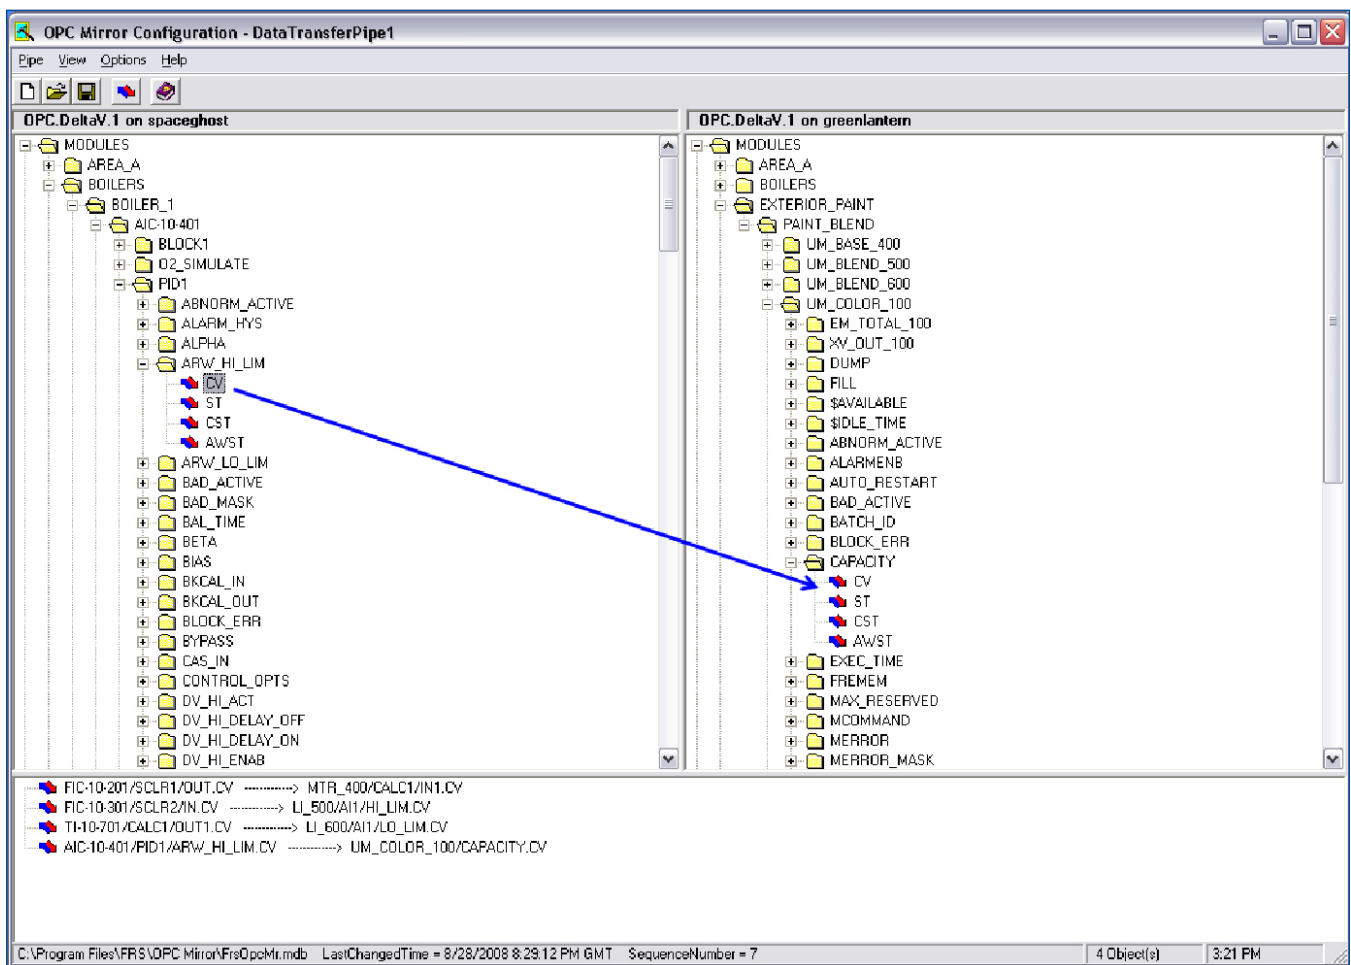 OPC Mirror Configuration - DataTransferPipe1
Pipe View Options Help
OPC.DeltaV.1 on spaceghost
MODULES
AREA_A
BOILERS
BOILER_1
AIC-10-401
BLOCK1
O2_SIMULATE
PID1
ABNORM_ACTIVE
ALARM_HYS
ALPHA
ARW_HI_LIM
CV
ST
CST
AWST
ARW_LO_LIM
BAD_ACTIVE
BAD_MASK
BAL_TIME
BETA
BIAS
BKCAL_IN
BKCAL_OUT
BLOCK_ERR
BYPASS
CAS_IN
CONTROL_OPTS
DV_HI_ACT
DV_HI_DELAY_OFF
DV_HI_DELAY_ON
DV_HI_ENAB
OPC.DeltaV.1 on greenlantern
MODULES
AREA_A
BOILERS
EXTERIOR_PAINT
PAINT_BLEND
UM_BASE_400
UM_BLEND_500
UM_BLEND_600
UM_COLOR_100
EM_TOTAL_100
XV_OUT_100
DUMP
FILL
$AVAILABLE
$IDLE_TIME
ABNORM_ACTIVE
ALARMENB
AUTO_RESTART
BAD_ACTIVE
BATCH_ID
BLOCK_ERR
CAPACITY
CV
ST
CST
AWST
EXEC_TIME
FREMEM
MAX_RESERVED
MCOMMAND
MERROR
MERROR_MASK
FIC-10-201/SCLR1/OUT.CV ------------> MTR_400/CALC1/IN1.CV
FIC-10-301/SCLR2/IN.CV ------------> LI_500/AI1/HI_LIM.CV
TI-10-701/CALC1/OUT1.CV ------------> LI_600/AI1/LO_LIM.CV
AIC-10-401/PID1/ARW_HI_LIM.CV ------------> UM_COLOR_100/CAPACITY.CV
C:\Program Files\FRS\OPC Mirror\FrsOpcMr.mdb LastChangedTime = 8/28/2008 8:29:12 PM GMT SequenceNumber = 7 4 Object(s) 3:21 PM